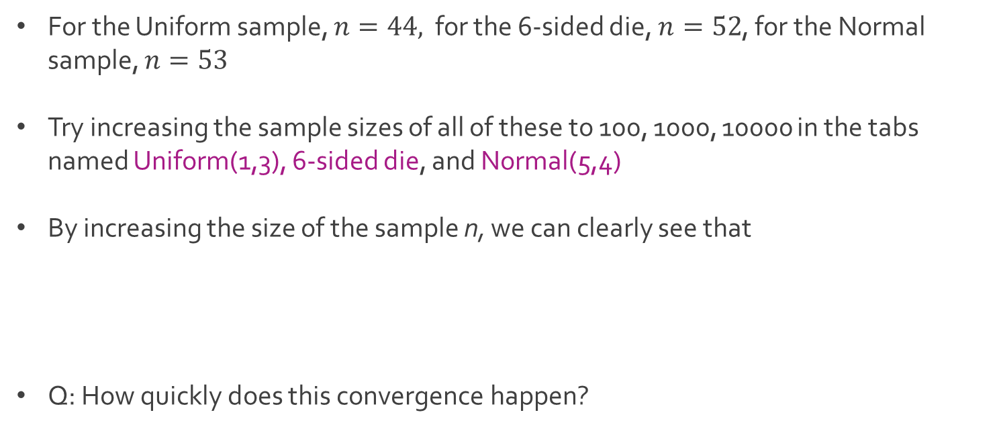 • For the Uniform sample, n = 44, for the 6-sided die, n = 52, for the Normal
sample, n = 53
• Try increasing the sample sizes of all of these to 100, 1000, 10000 in the tabs
named Uniform(1,3), 6-sided die, and Normal(5,4)
• By increasing the size of the sample n, we can clearly see that
• Q: How quickly does this convergence happen?